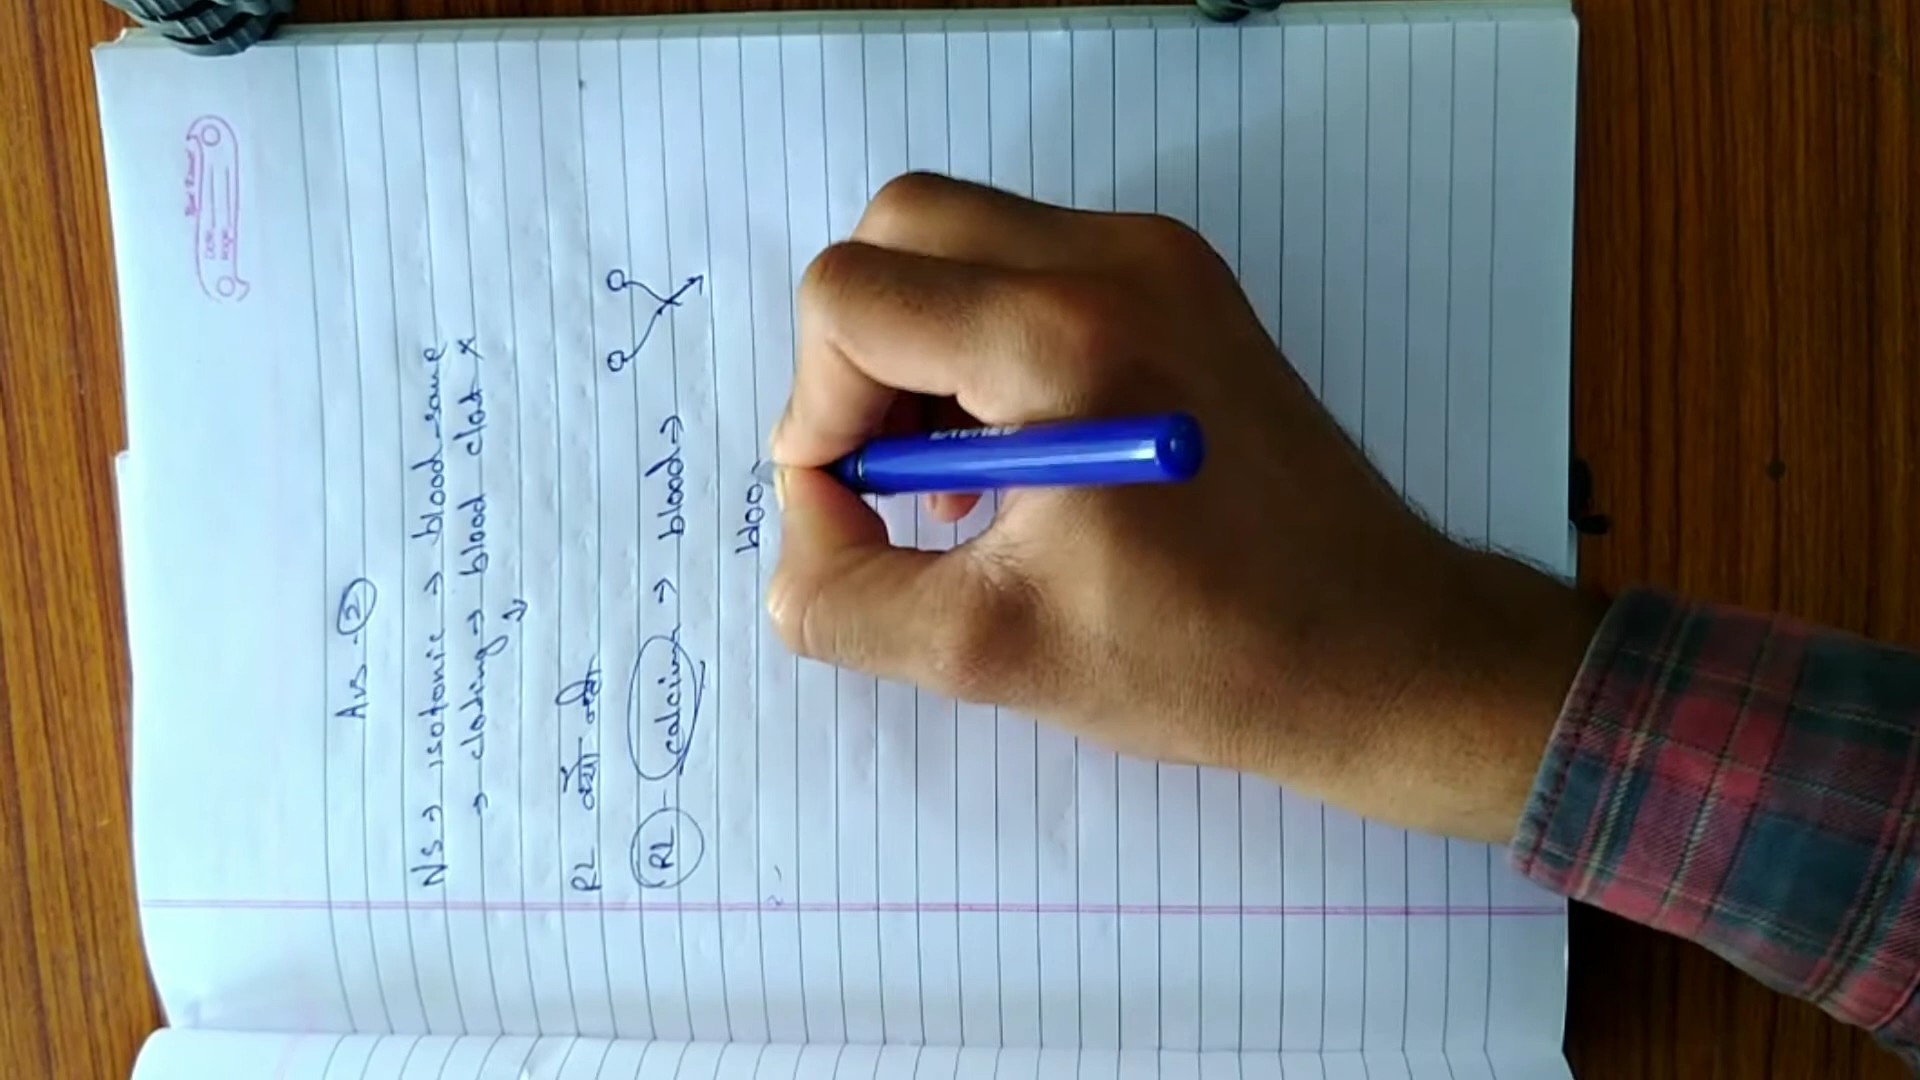 Ans-②
NS → isotonic → blood same
→ clotting → blood clot ×
RL क्यों नहीं
RL - calcium → blood →
bloo